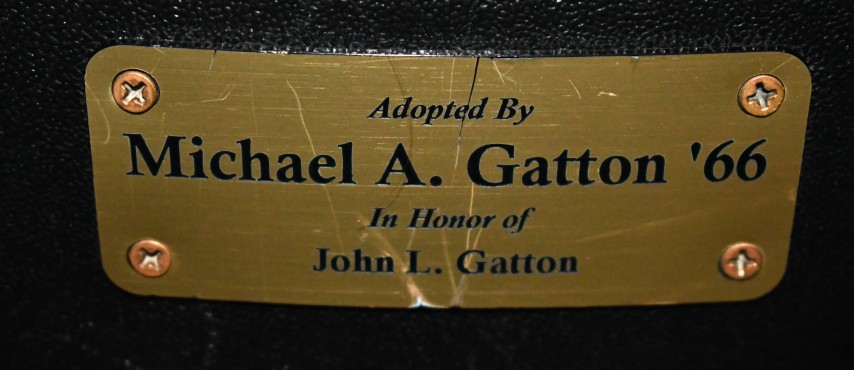 Adopted By
Michael A. Gatton '66
In Honor of
John L. Gatton